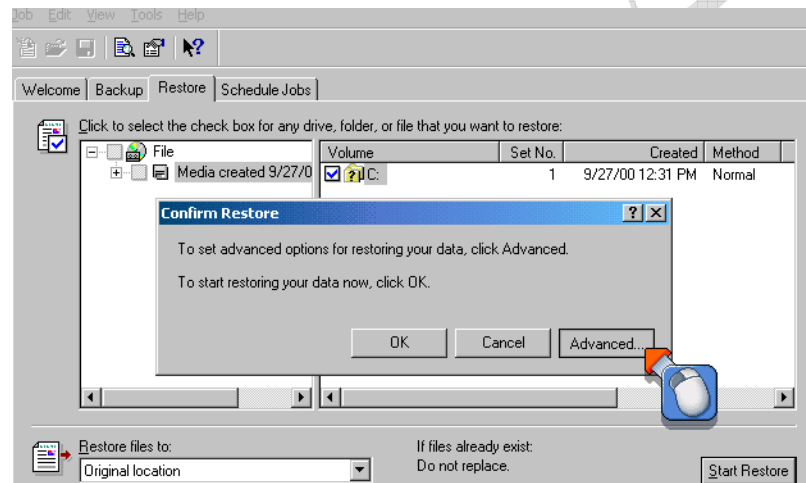 Job Edit View Tools Help
Welcome Backup Restore Schedule Jobs
Click to select the check box for any drive, folder, or file that you want to restore:
File
Media created 9/27/0
Volume Set No. Created Method
C: 1 9/27/00 12:31 PM Normal
Confirm Restore
To set advanced options for restoring your data, click Advanced.
To start restoring your data now, click OK.
OK Cancel Advanced...
Restore files to:
Original location
If files already exist:
Do not replace.
Start Restore